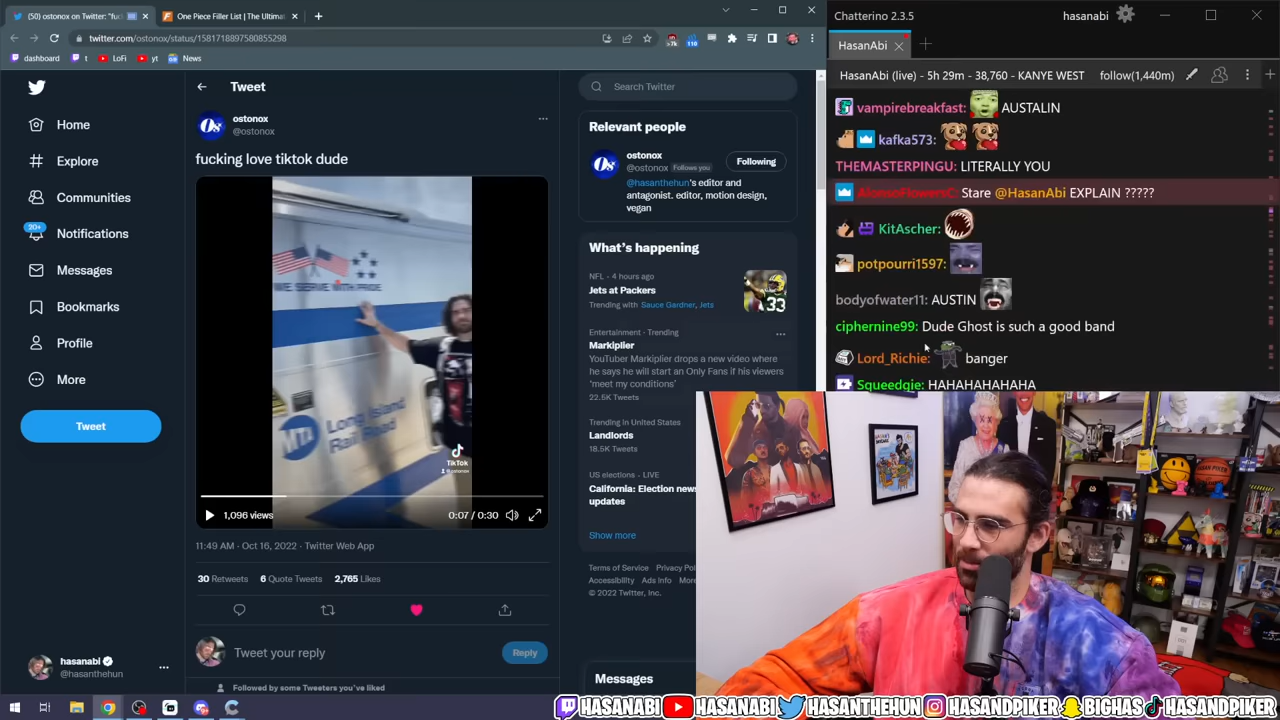 (50) ostonox on Twitter: "fuc
One Piece Filler List | The Ultima
twitter.com/ostonox/status/1581718897580855298
dashboard
t
LoFi
yt
News
Tweet
ostonox
@ostonox
fucking love tiktok dude
WE SERVE WITH PRIDE
MTA
Long Island
Rail Road
TikTok
@ostonox
1,096 views
0:07 / 0:30
11:49 AM · Oct 16, 2022 · Twitter Web App
30 Retweets 6 Quote Tweets 2,765 Likes
Tweet your reply
Reply
Followed by some Tweeters you've liked
Home
Explore
Communities
20+
Notifications
Messages
Bookmarks
Profile
More
Tweet
hasanabi
@hasanthehun
Search Twitter
Relevant people
ostonox
@ostonox Follows you
Following
@hasanthehun's editor and
antagonist. editor, motion design,
vegan
What's happening
NFL · 4 hours ago
Jets at Packers
Trending with Sauce Gardner, Jets
Entertainment · Trending
Markiplier
YouTuber Markiplier drops a new video where
he says he will start an Only Fans if his viewers
'meet my conditions'
22.5K Tweets
Trending in United States
Landlords
18.5K Tweets
US elections · LIVE
California: Election news
updates
Show more
Terms of Service Privacy Pol
Accessibility Ads Info More
© 2022 Twitter, Inc.
Messages
Chatterino 2.3.5
hasanabi
HasanAbi
HasanAbi (live) - 5h 29m - 38,760 - KANYE WEST
follow(1,440m)
vampirebreakfast: AUSTALIN
kafka573:
THEMASTERPINGU: LITERALLY YOU
AlonsoFlowersC: Stare @HasanAbi EXPLAIN ?????
KitAscher:
potpourri1597:
bodyofwater11: AUSTIN
ciphernine99: Dude Ghost is such a good band
Lord_Richie: banger
Squeedgie: HAHAHAHAHAHA
HASANABI HASANABI HASANTHEHUN HASANDPIKER BIGHAS HASANDPIKER